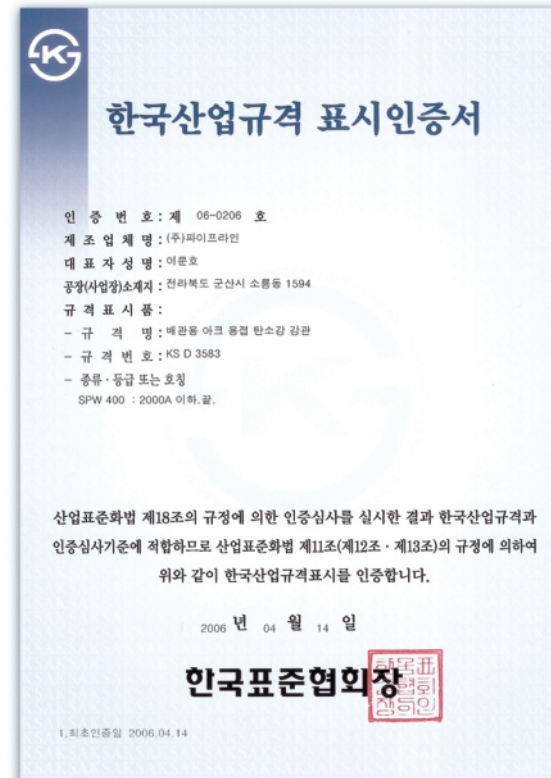 한국산업규격 표시인증서
인 증 번 호 : 제 06-0206 호
제 조 업 체 명 : (주)파이프라인
대 표 자 성 명 : 이룬호
공장(사업장)소재지 : 전라북도 군산시 소룡동 1594
규 격 표 시 품 :
- 규 격 명 : 배관용 아크 용접 탄소강 강관
- 규 격 번 호 : KS D 3583
- 종류 · 등급 또는 호칭
SPW 400 : 2000A 이하.끝.
산업표준화법 제18조의 규정에 의한 인증심사를 실시한 결과 한국산업규격과
인증심사기준에 적합하므로 산업표준화법 제11조(제12조 · 제13조)의 규정에 의하여
위와 같이 한국산업규격표시를 인증합니다.
2006 년 04 월 14 일
한국표준협회장
1.최초인증일 2006.04.14